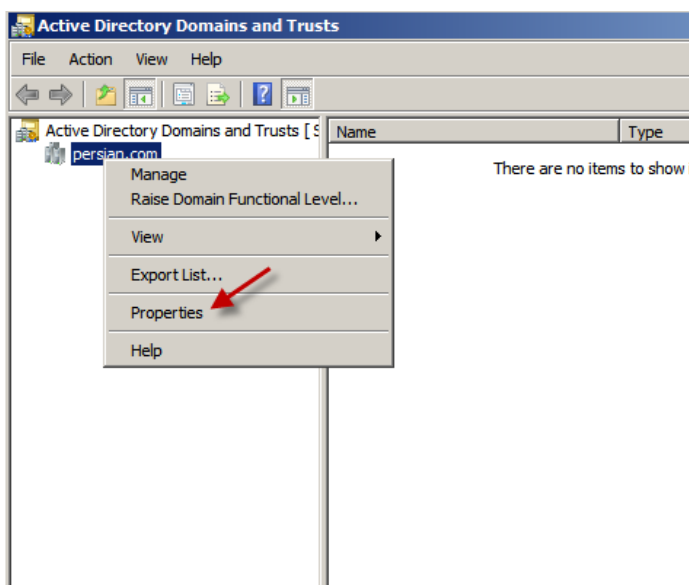 Active Directory Domains and Trusts
File Action View Help
Active Directory Domains and Trusts [ S
Name Type
persian.com
There are no items to show
Manage
Raise Domain Functional Level...
View
Export List...
Properties
Help